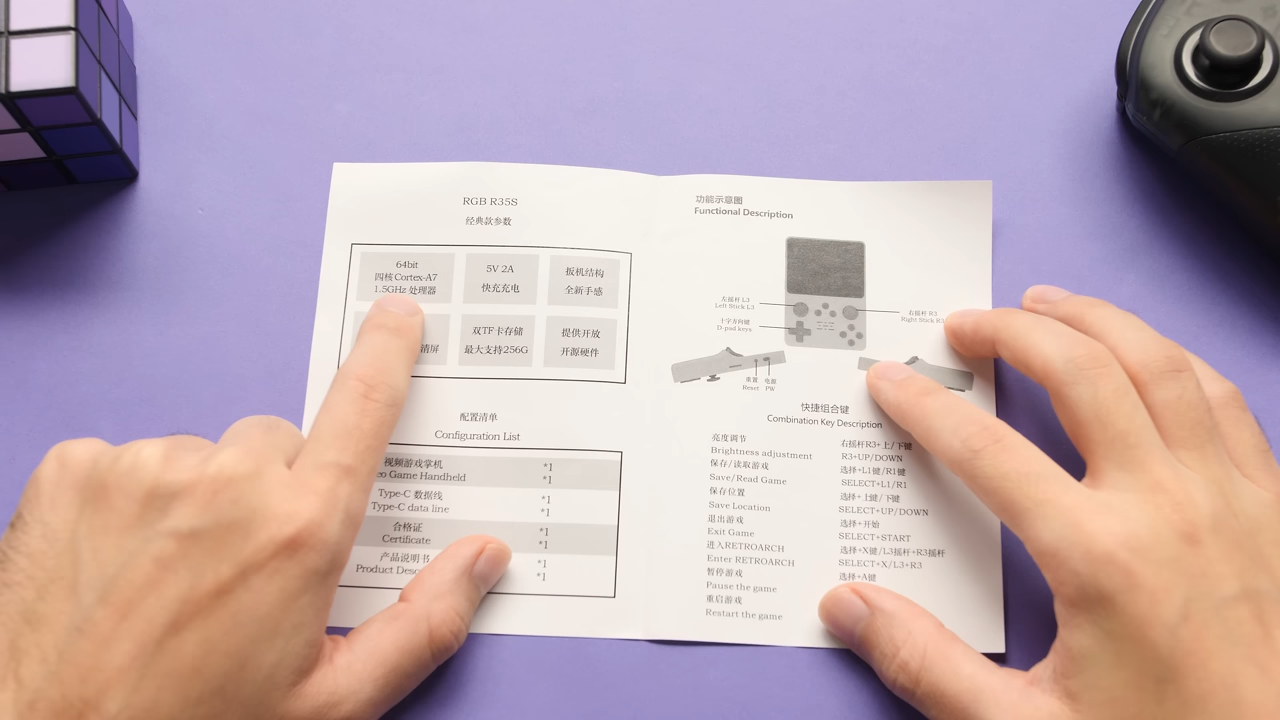 RGB R35S
经典款参数
64bit
四核Cortex-A7
1.5GHz 处理器
5V 2A
快充充电
扳机结构
全新手感
清屏
双TF卡存储
最大支持256G
提供开放
开源硬件
配置清单
Configuration List
视频游戏掌机 *1
Game Handheld *1
Type-C 数据线 *1
Type-C data line *1
合格证 *1
Certificate *1
产品说明书 *1
Product *1
功能示意图
Functional Description
左摇杆 L3
Left Stick L3
十字方向键
D-pad keys
右摇杆 R3
Right Stick R3
重置 电源
Reset PW
快捷组合键
Combination Key Description
亮度调节 右摇杆R3+上/下键
Brightness adjustment R3+UP/DOWN
保存/读取游戏 选择+L1键/R1键
Save/Read Game SELECT+L1/R1
保存位置 选择+上键/下键
Save Location SELECT+UP/DOWN
退出游戏 选择+开始
Exit Game SELECT+START
进入RETROARCH 选择+X键/L3摇杆+R3摇杆
Enter RETROARCH SELECT+X/L3+R3
暂停游戏 选择+A键
Pause the game
重启游戏
Restart the game